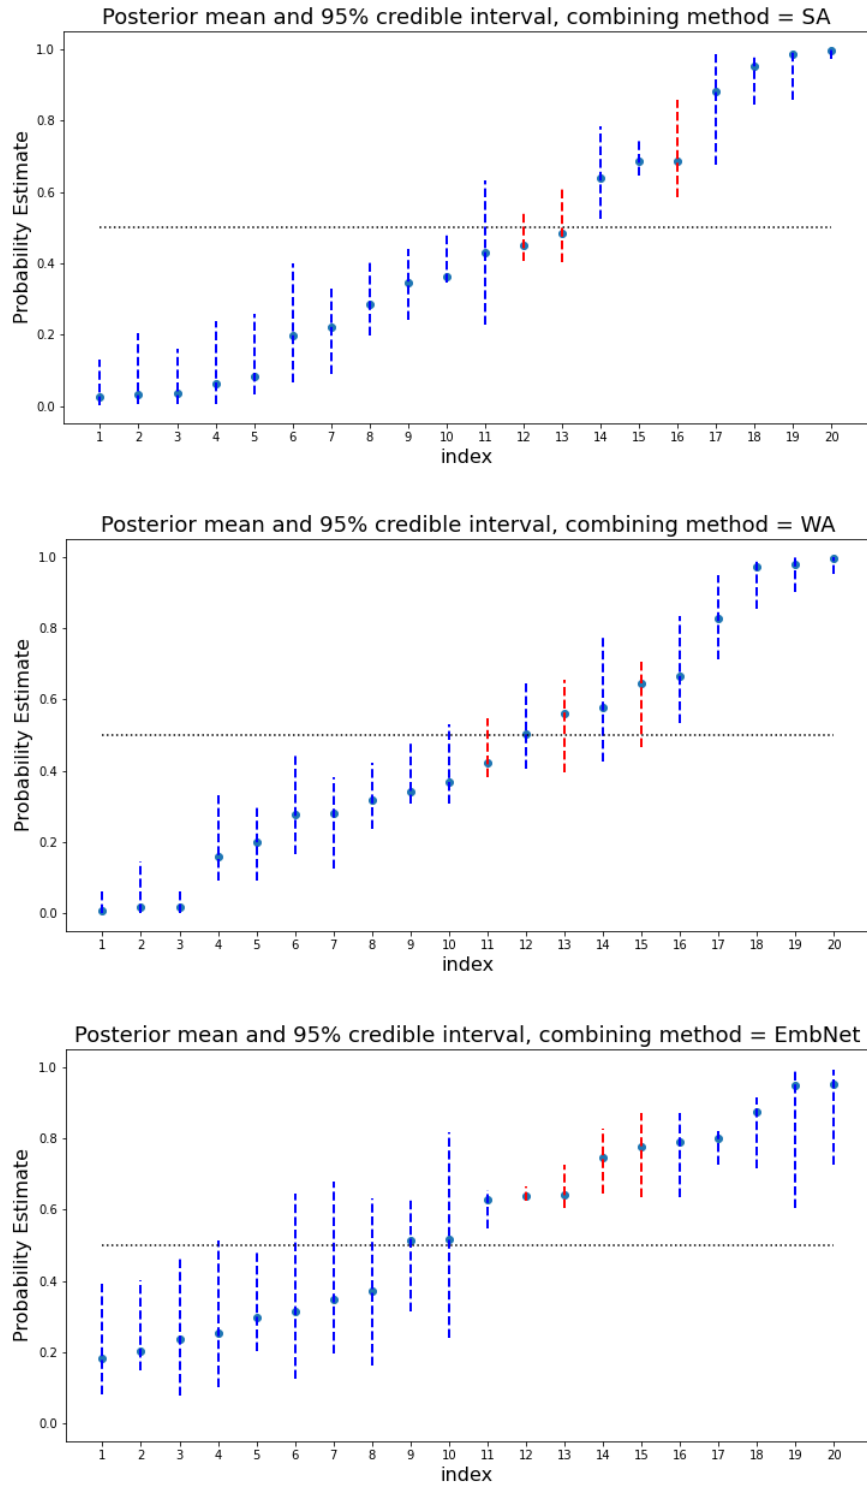 Posterior mean and 95% credible interval, combining method = SA
Probability Estimate
1.0
0.8
0.6
0.4
0.2
0.0
1 2 3 4 5 6 7 8 9 10 11 12 13 14 15 16 17 18 19 20
index
Posterior mean and 95% credible interval, combining method = WA
Probability Estimate
1.0
0.8
0.6
0.4
0.2
0.0
1 2 3 4 5 6 7 8 9 10 11 12 13 14 15 16 17 18 19 20
index
Posterior mean and 95% credible interval, combining method = EmbNet
Probability Estimate
1.0
0.8
0.6
0.4
0.2
0.0
1 2 3 4 5 6 7 8 9 10 11 12 13 14 15 16 17 18 19 20
index